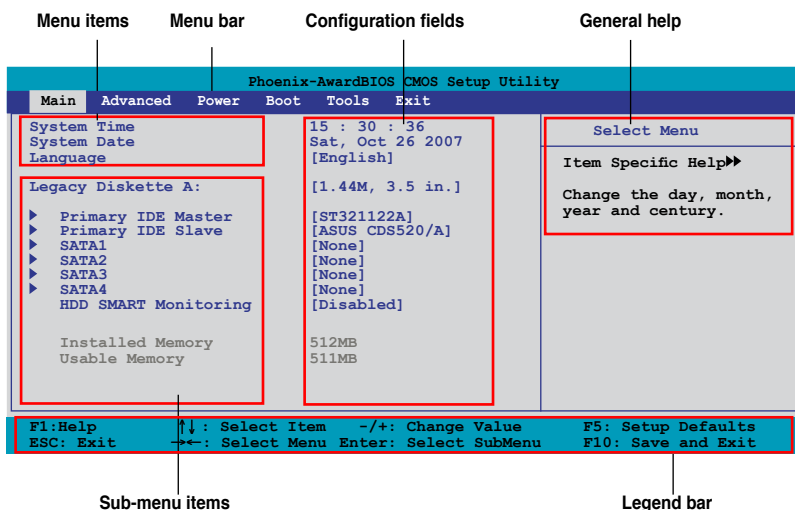 Menu items Menu bar Configuration fields General help
Phoenix-AwardBIOS CMOS Setup Utility
Main Advanced Power Boot Tools Exit
System Time 15 : 30 : 36
System Date Sat, Oct 26 2007
Language [English]
Legacy Diskette A: [1.44M, 3.5 in.]
Primary IDE Master [ST321122A]
Primary IDE Slave [ASUS CDS520/A]
SATA1 [None]
SATA2 [None]
SATA3 [None]
SATA4 [None]
HDD SMART Monitoring [Disabled]
Installed Memory 512MB
Usable Memory 511MB
Select Menu
Item Specific Help
Change the day, month,
year and century.
F1:Help ↑↓ : Select Item -/+: Change Value F5: Setup Defaults
ESC: Exit →←: Select Menu Enter: Select SubMenu F10: Save and Exit
Sub-menu items Legend bar